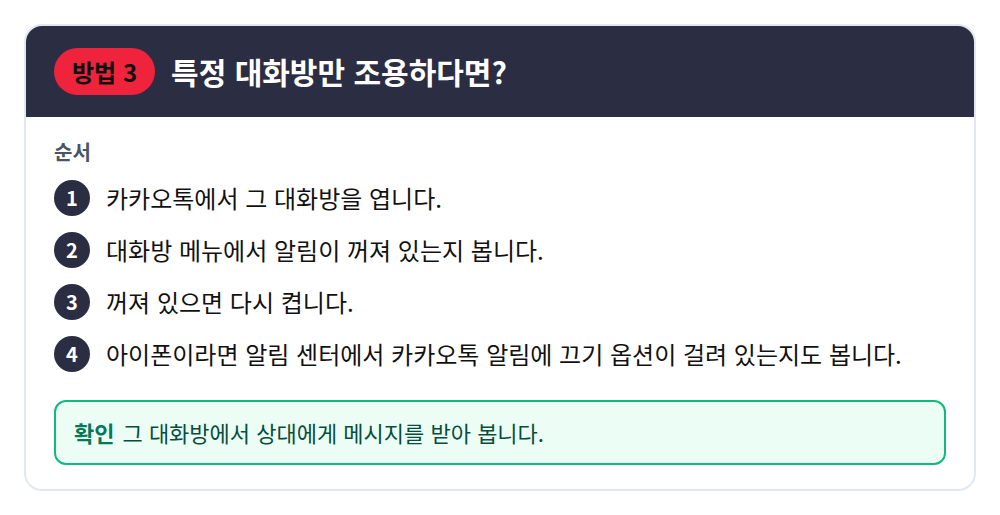 방법 3 특정 대화방만 조용하다면?
순서
1 카카오톡에서 그 대화방을 엽니다.
2 대화방 메뉴에서 알림이 꺼져 있는지 봅니다.
3 꺼져 있으면 다시 켭니다.
4 아이폰이라면 알림 센터에서 카카오톡 알림에 끄기 옵션이 걸려 있는지도 봅니다.
확인 그 대화방에서 상대에게 메시지를 받아 봅니다.